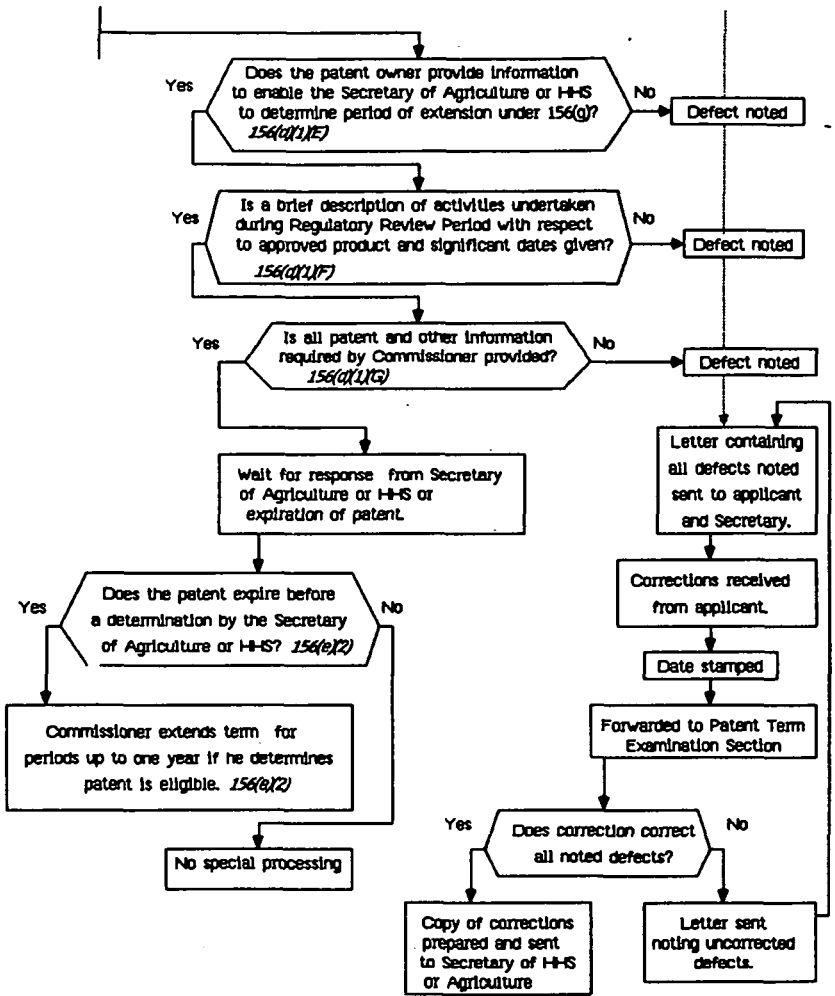 Does the patent owner provide information
to enable the Secretary of Agriculture or HHS
to determine period of extension under 156(g)?
156(d)(1)(E)
Yes
No
Defect noted
Is a brief description of activities undertaken
during Regulatory Review Period with respect
to approved product and significant dates given?
156(d)(1)(F)
Yes
No
Defect noted
Is all patent and other information
required by Commissioner provided?
156(d)(1)(G)
Yes
No
Defect noted
Wait for response from Secretary
of Agriculture or HHS or
expiration of patent.
Does the patent expire before
a determination by the Secretary
of Agriculture or HHS? 156(e)(2)
Yes
No
Commissioner extends term for
periods up to one year if he determines
patent is eligible. 156(e)(2)
No special processing
Letter containing
all defects noted
sent to applicant
and Secretary.
Corrections received
from applicant.
Date stamped
Forwarded to Patent Term
Examination Section
Does correction correct
all noted defects?
Yes
No
Copy of corrections
prepared and sent
to Secretary of HHS
or Agriculture
Letter sent
noting uncorrected
defects.